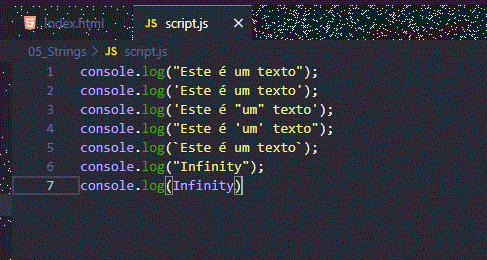 index.html JS script.js ×
05_Strings > JS script.js
1 console.log("Este é um texto");
2 console.log('Este é um texto');
3 console.log('Este é "um" texto');
4 console.log("Este é 'um' texto");
5 console.log(`Este é um texto`);
6 console.log("Infinity");
7 console.log(Infinity)